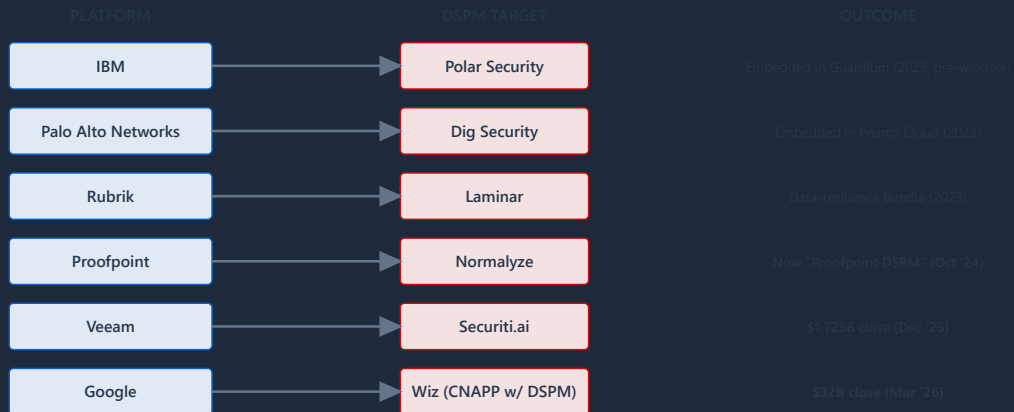 PLATFORM DSPM TARGET OUTCOME
IBM Polar Security Embedded in Guardium (2023, pre-window)
Palo Alto Networks Dig Security Embedded in Prisma Cloud (2023)
Rubrik Laminar Data-resilience bundle (2023)
Proofpoint Normalyze Now "Proofpoint DSPM" (Oct '24)
Veeam Securiti.ai $1.725B close (Dec '25)
Google Wiz (CNAPP w/ DSPM) $32B close (Mar '26)